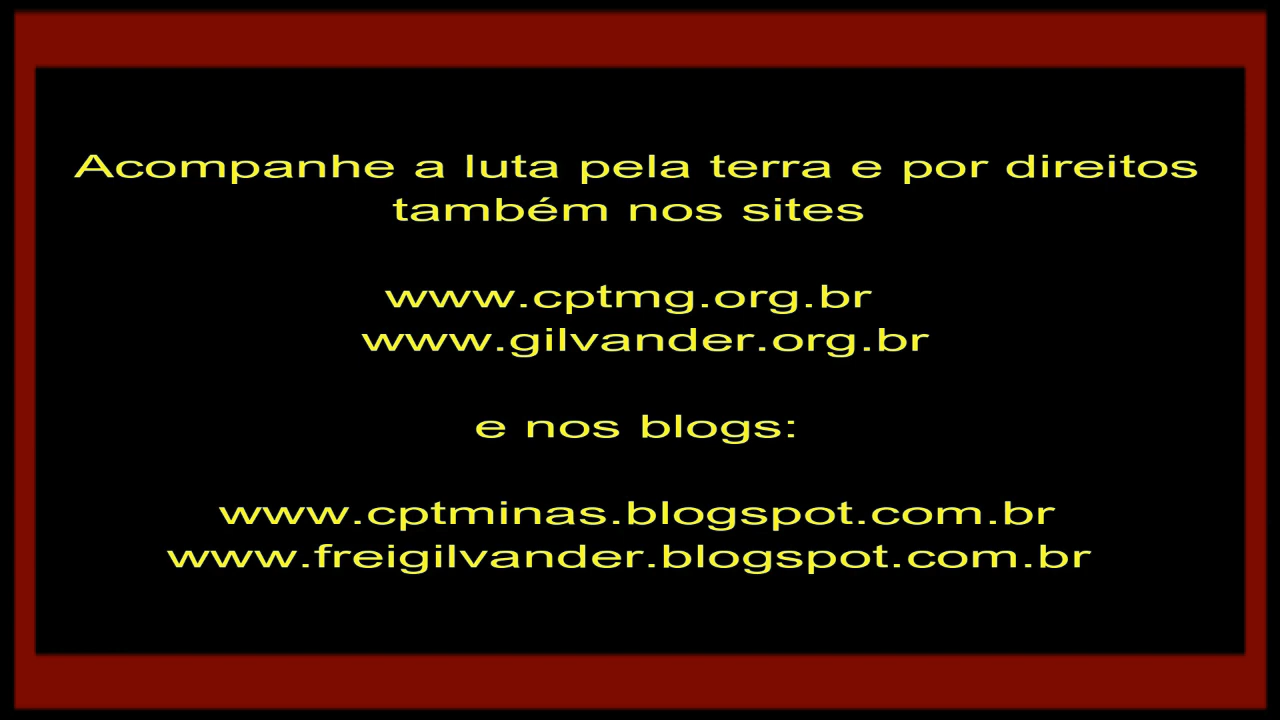 Acompanhe a luta pela terra e por direitos
também nos sites
www.cptmg.org.br
www.gilvander.org.br
e nos blogs:
www.cptminas.blogspot.com.br
www.freigilvander.blogspot.com.br